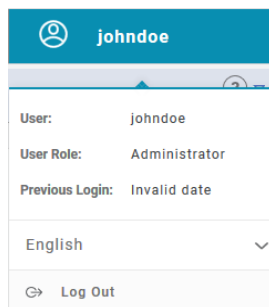 johndoe
?
User: johndoe
User Role: Administrator
Previous Login: Invalid date
English
Log Out